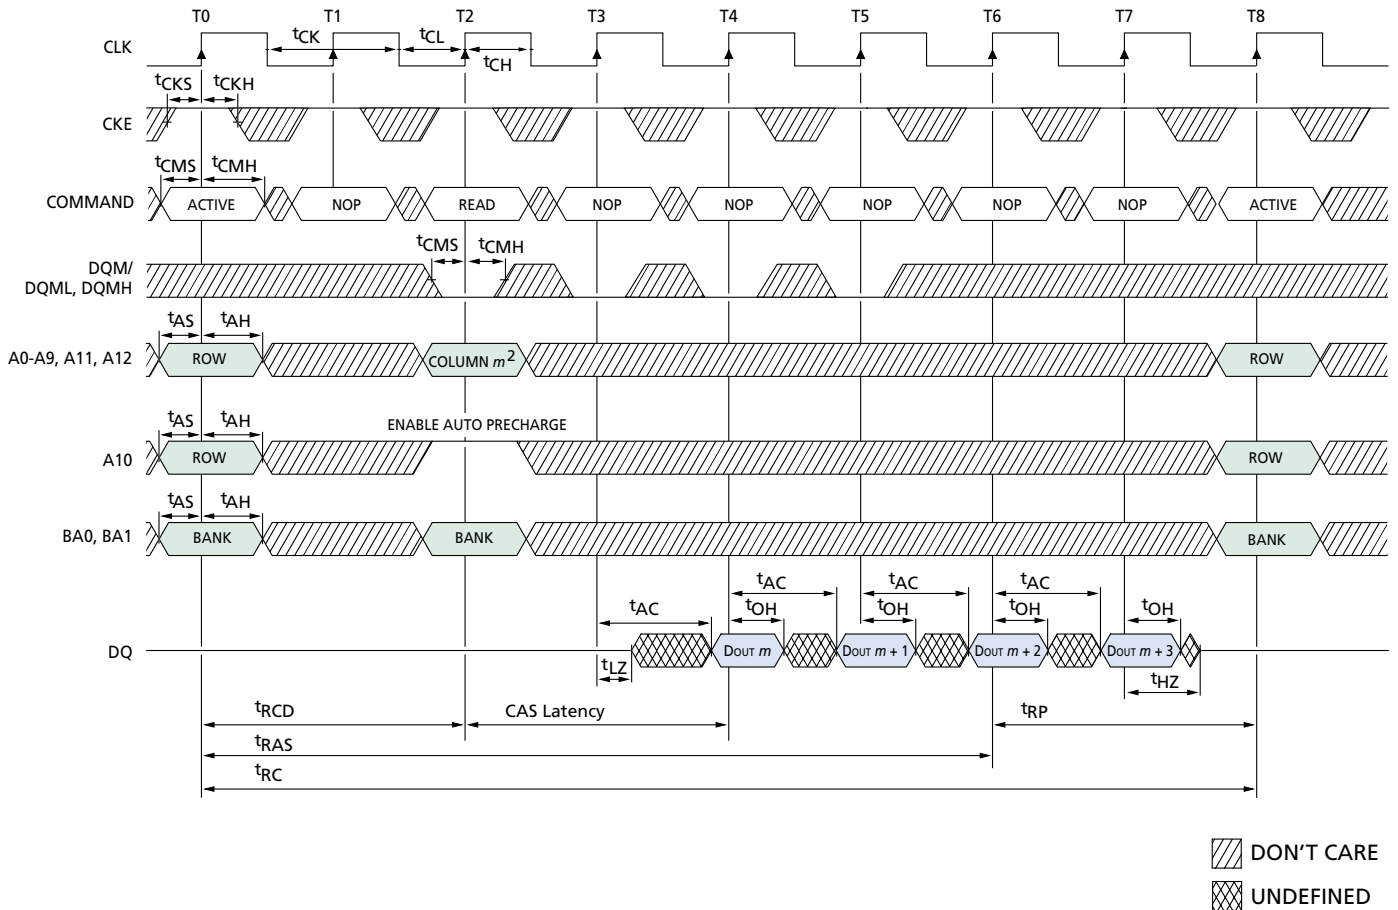 T0 T1 T2 T3 T4 T5 T6 T7 T8
CLK
tCK tCL
tCH
tCKS tCKH
CKE
tCMS tCMH
COMMAND ACTIVE NOP READ NOP NOP NOP NOP NOP ACTIVE
tCMS tCMH
DQM/
DQML, DQMH
tAS tAH
A0-A9, A11, A12 ROW COLUMN m2 ROW
tAS tAH ENABLE AUTO PRECHARGE
A10 ROW ROW
tAS tAH
BA0, BA1 BANK BANK BANK
tAC tAC tAC tAC
tOH tOH tOH tOH
DQ DOUT m DOUT m + 1 DOUT m + 2 DOUT m + 3
tLZ tHZ
tRCD CAS Latency tRP
tRAS
tRC
DON'T CARE
UNDEFINED